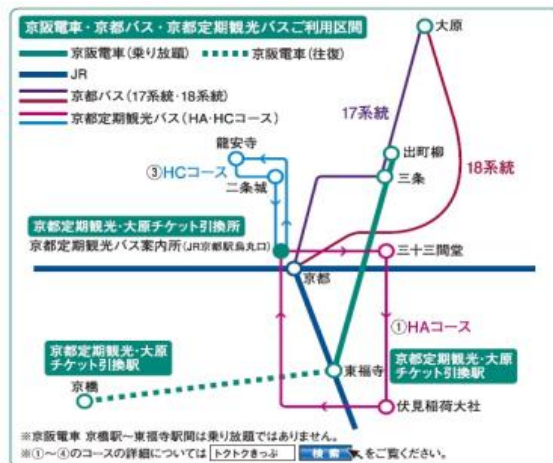 京阪電車・京都バス・京都定期観光バスご利用区間
京阪電車(乗り放題)
京阪電車(往復)
JR
京都バス(17系統・18系統)
京都定期観光バス(HA・HCコース)
大原
17系統
出町柳
三条
18系統
龍安寺
③HCコース
二条城
京都定期観光・大原チケット引換所
京都定期観光バス案内所(JR京都駅烏丸口)
三十三間堂
京都
①HAコース
京都定期観光・大原
チケット引換駅
京橋
東福寺
京都定期観光・大原
チケット引換駅
伏見稲荷大社
※京阪電車 京橋駅〜東福寺駅間は乗り放題ではありません。
※①〜④のコースの詳細については トクトクきっぷ 検索 をご覧ください。